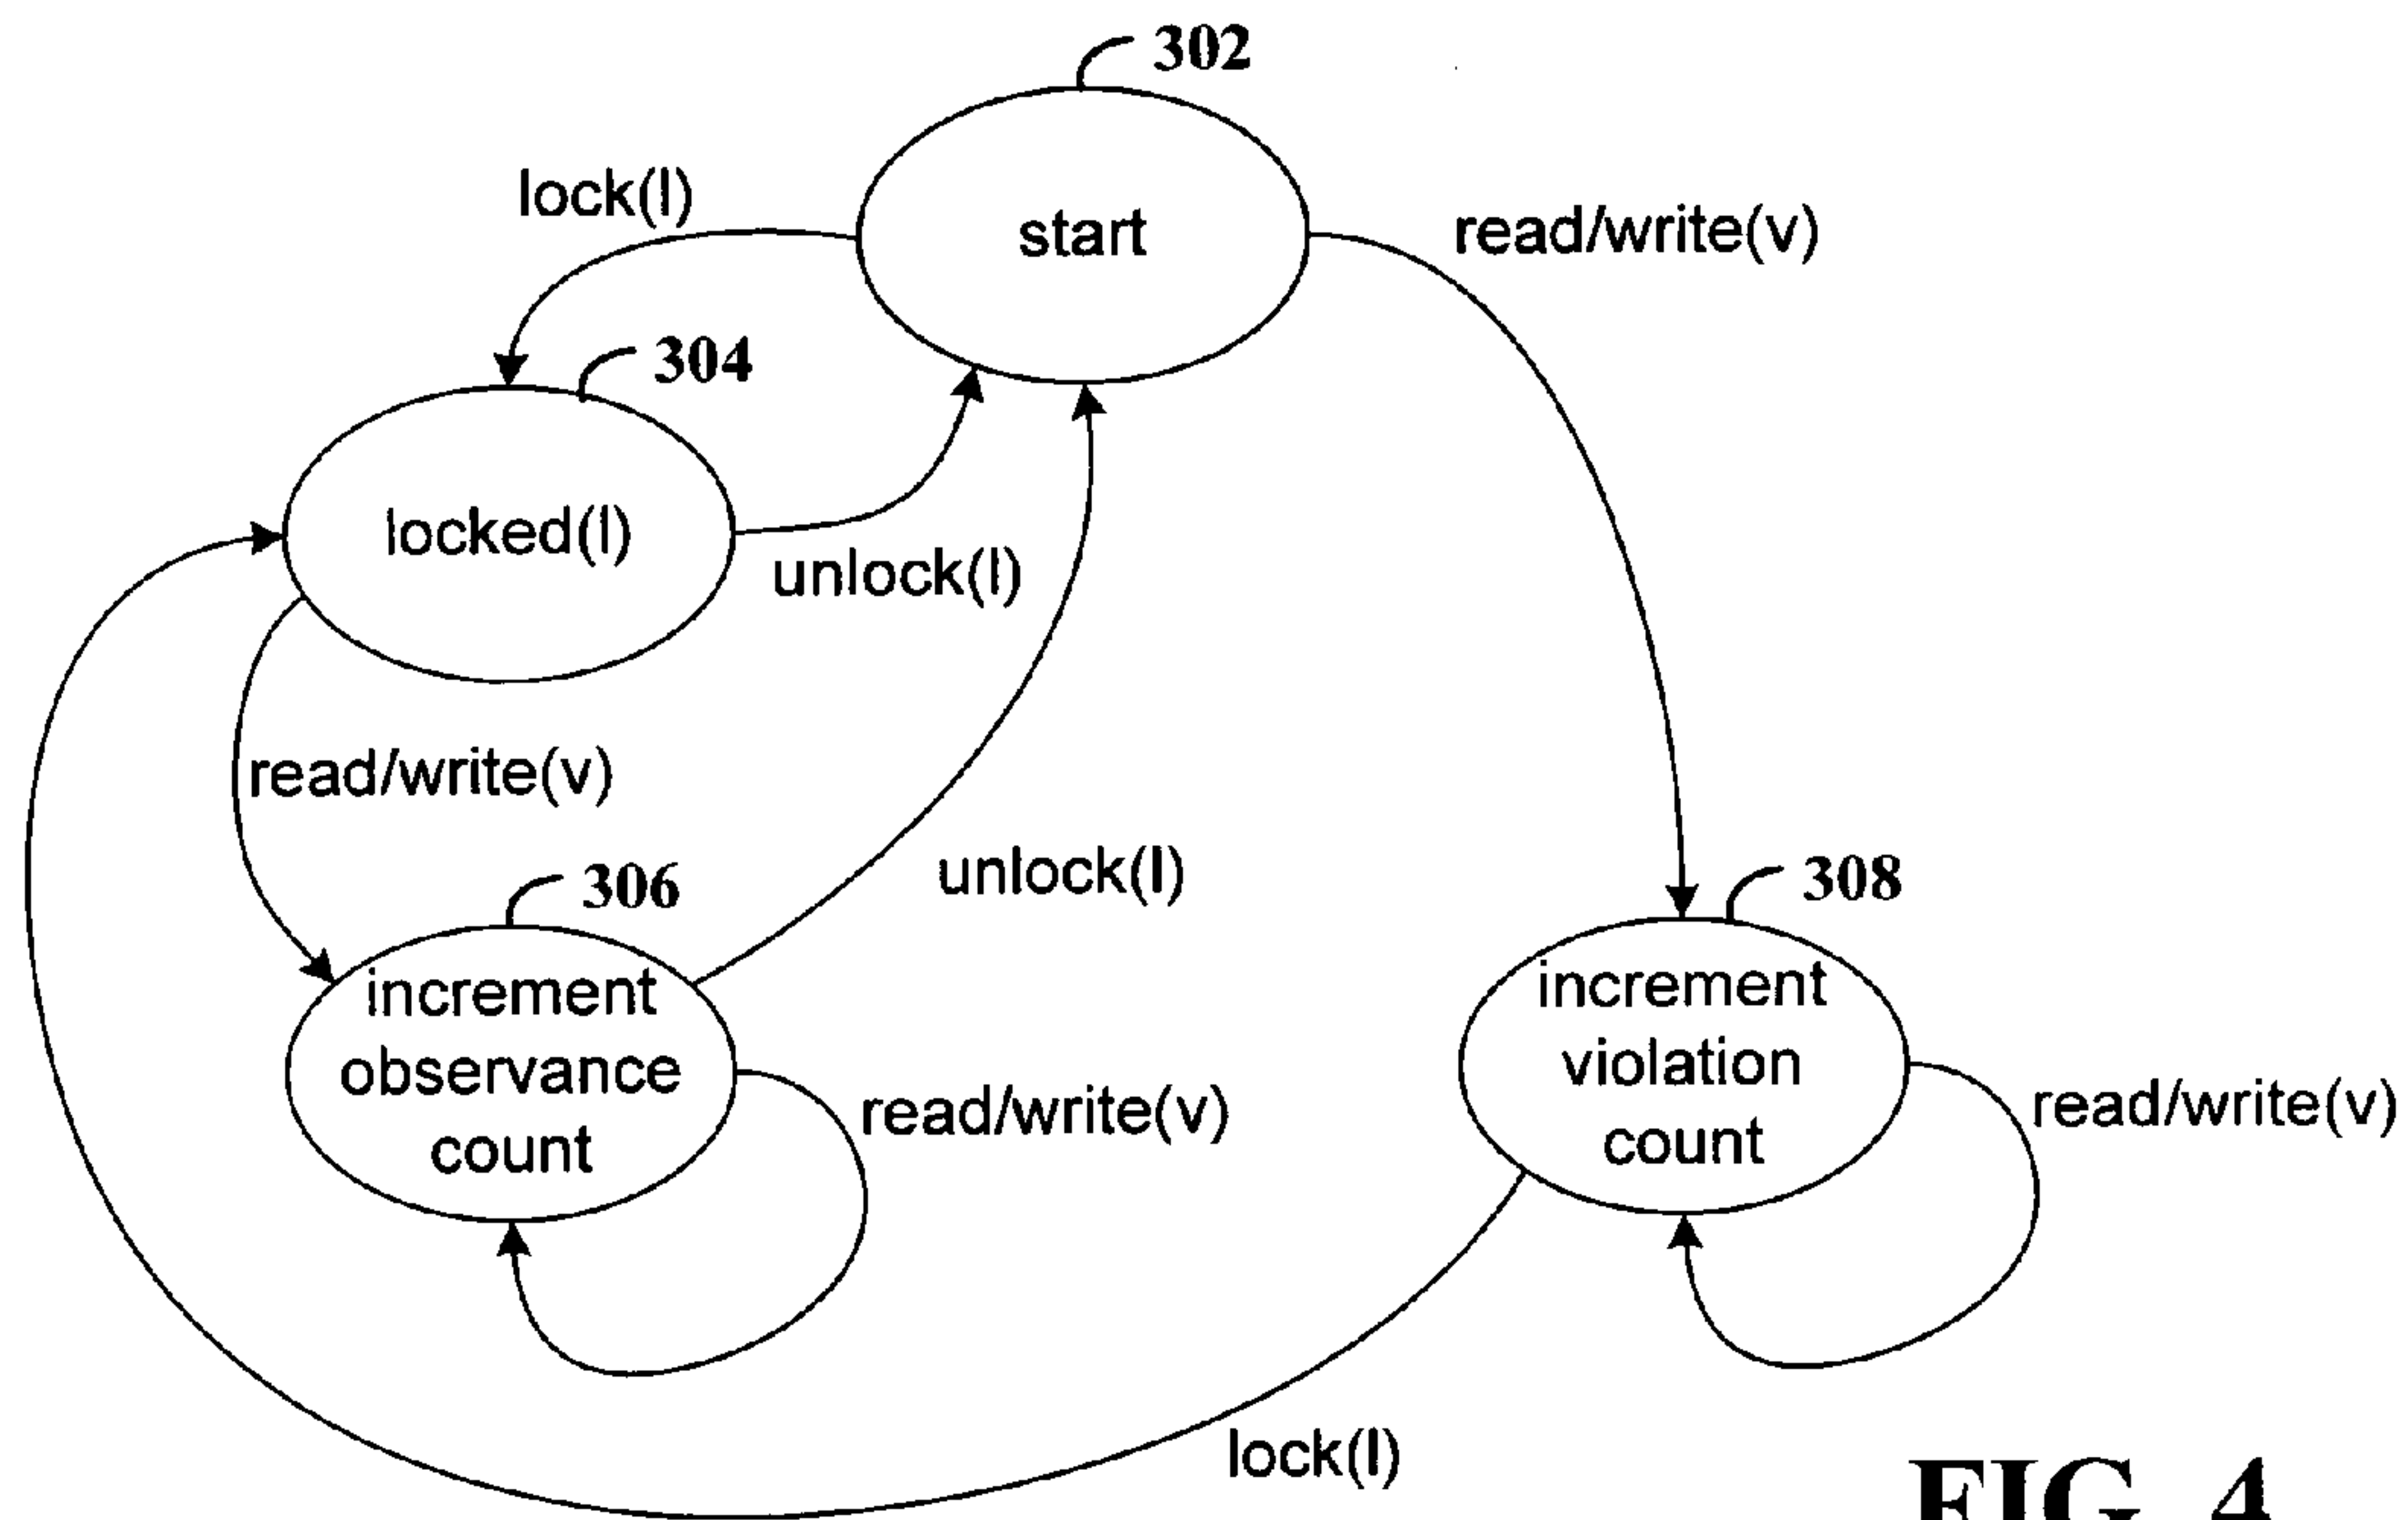 302
lock(l)
start
read/write(v)
304
locked(l)
unlock(l)
read/write(v)
306
unlock(l)
308
increment
observance
count
read/write(v)
increment
violation
count
read/write(v)
lock(l)
FIG. 4